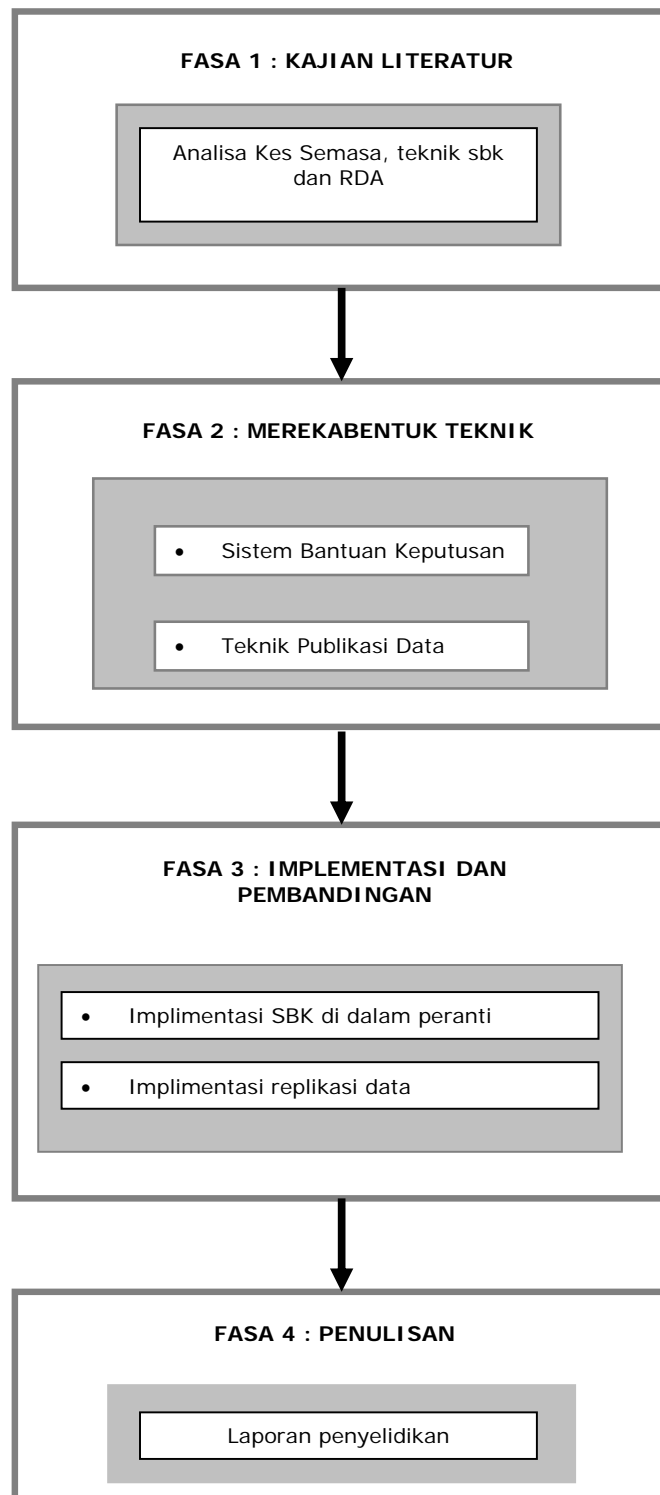 FASA 1 : KAJIAN LITERATUR
Analisa Kes Semasa, teknik sbk
dan RDA
FASA 2 : MEREKABENTUK TEKNIK
• Sistem Bantuan Keputusan
• Teknik Publikasi Data
FASA 3 : IMPLEMENTASI DAN
PEMBANDINGAN
• Implimentasi SBK di dalam peranti
• Implimentasi replikasi data
FASA 4 : PENULISAN
Laporan penyelidikan